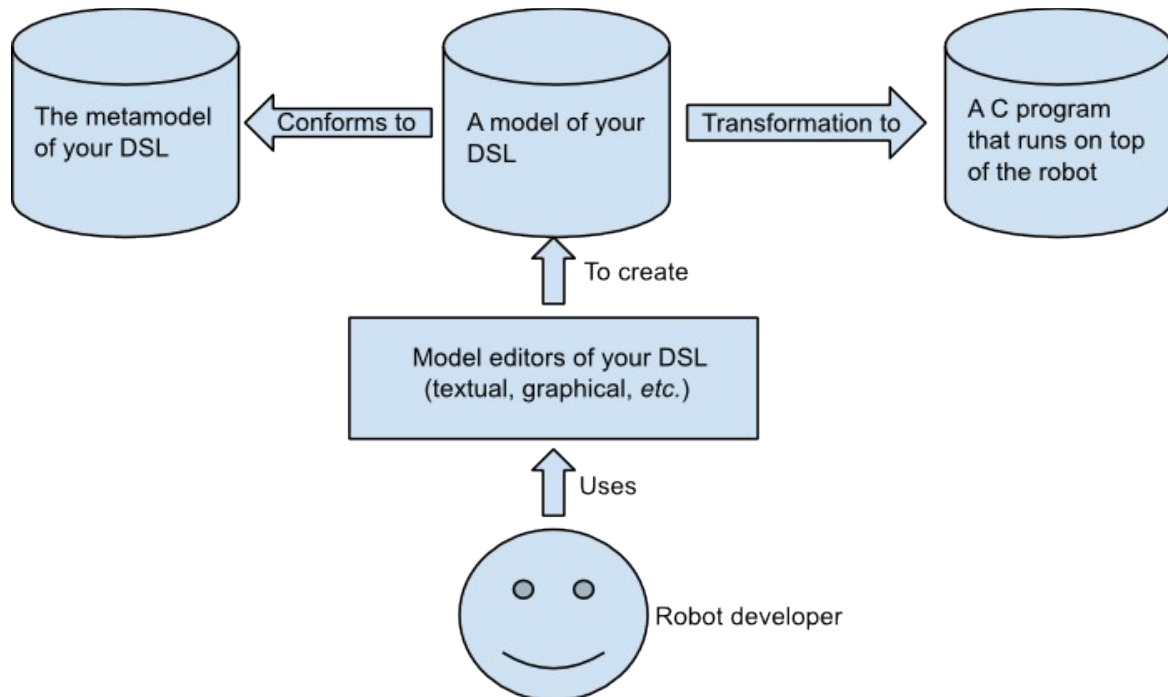 The metamodel
of your DSL
Conforms to
A model of your
DSL
Transformation to
A C program
that runs on top
of the robot
To create
Model editors of your DSL
(textual, graphical, etc.)
Uses
Robot developer